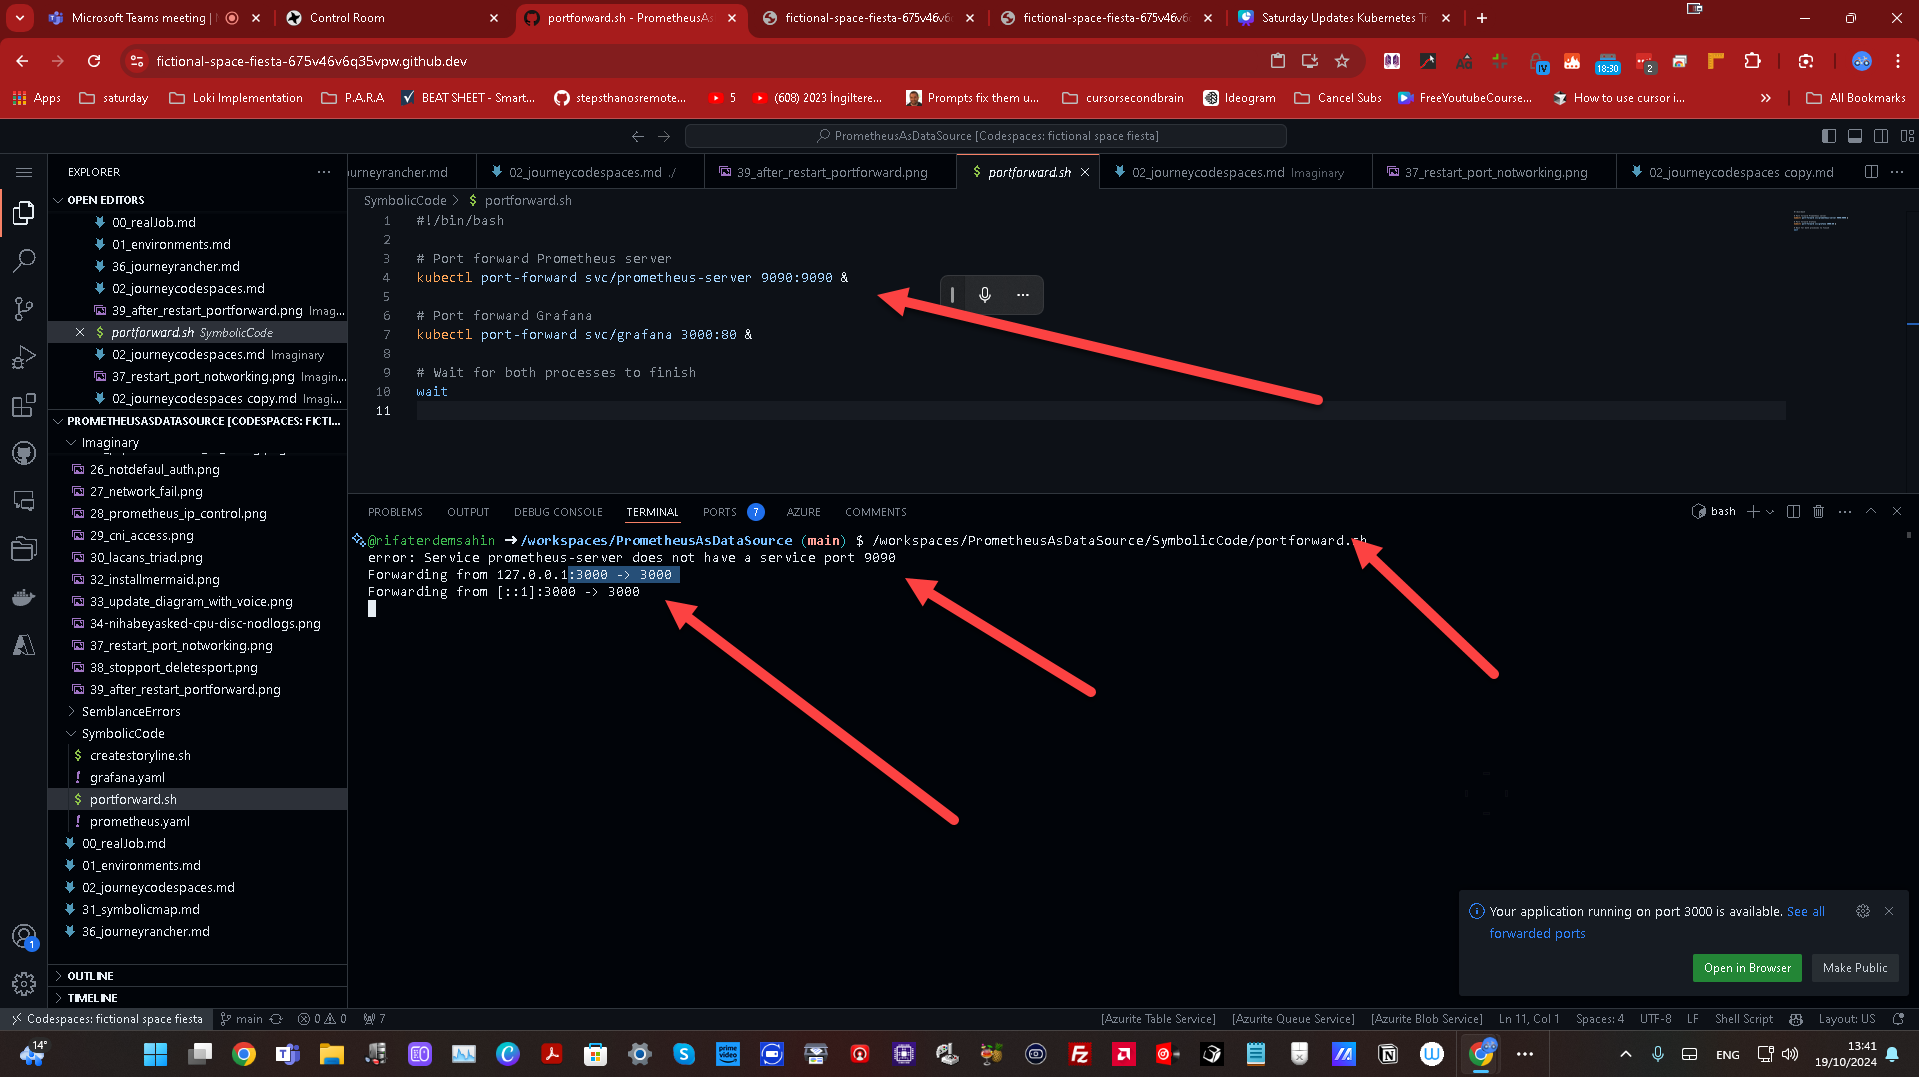 Microsoft Teams meeting |
Control Room
portforward.sh - PrometheusAs
fictional-space-fiesta-675v46v6
fictional-space-fiesta-675v46v6
Saturday Updates Kubernetes Tr
fictional-space-fiesta-675v46v6q35vpw.github.dev
18:30
IV
2
Apps
saturday
Loki Implementation
P.A.R.A
BEAT SHEET - Smart...
stepsthanosremote...
5
(608) 2023 İngiltere...
Prompts fix them u...
cursorsecondbrain
Ideogram
Cancel Subs
FreeYoutubeCourse...
How to use cursor i...
All Bookmarks
PrometheusAsDataSource [Codespaces: fictional space fiesta]
EXPLORER
OPEN EDITORS
00_realJob.md
01_environments.md
36_journeyrancher.md
02_journeycodespaces.md
39_after_restart_portforward.png Imag...
portforward.sh SymbolicCode
02_journeycodespaces.md Imaginary
37_restart_port_notworking.png Imagin...
02_journeycodespaces copy.md Imagi...
PROMETHEUSASDATASOURCE [CODESPACES: FICTI...
Imaginary
26_notdefaul_auth.png
27_network_fail.png
28_prometheus_ip_control.png
29_cni_access.png
30_lacans_triad.png
32_installmermaid.png
33_update_diagram_with_voice.png
34-nihabeyasked-cpu-disc-nodlogs.png
37_restart_port_notworking.png
38_stopport_deletesport.png
39_after_restart_portforward.png
SemblanceErrors
SymbolicCode
createstoryline.sh
grafana.yaml
portforward.sh
prometheus.yaml
00_realJob.md
01_environments.md
02_journeycodespaces.md
31_symbolicmap.md
36_journeyrancher.md
OUTLINE
TIMELINE
urneyrancher.md
02_journeycodespaces.md ./
39_after_restart_portforward.png
portforward.sh
02_journeycodespaces.md Imaginary
37_restart_port_notworking.png
02_journeycodespaces copy.md
SymbolicCode > $ portforward.sh
1 #!/bin/bash
2
3 # Port forward Prometheus server
4 kubectl port-forward svc/prometheus-server 9090:9090 &
5
6 # Port forward Grafana
7 kubectl port-forward svc/grafana 3000:80 &
8
9 # Wait for both processes to finish
10 wait
11
PROBLEMS
OUTPUT
DEBUG CONSOLE
TERMINAL
PORTS 7
AZURE
COMMENTS
bash
@rifaterdemsahin ➜/workspaces/PrometheusAsDataSource (main) $ /workspaces/PrometheusAsDataSource/SymbolicCode/portforward.sh
error: Service prometheus-server does not have a service port 9090
Forwarding from 127.0.0.1:3000 -> 3000
Forwarding from [::1]:3000 -> 3000
Your application running on port 3000 is available. See all
forwarded ports
Open in Browser
Make Public
1
Codespaces: fictional space fiesta
main
0
0
7
[Azurite Table Service]
[Azurite Queue Service]
[Azurite Blob Service]
Ln 11, Col 1
Spaces: 4
UTF-8
LF
Shell Script
Layout: US
14°
ENG
13:41
19/10/2024